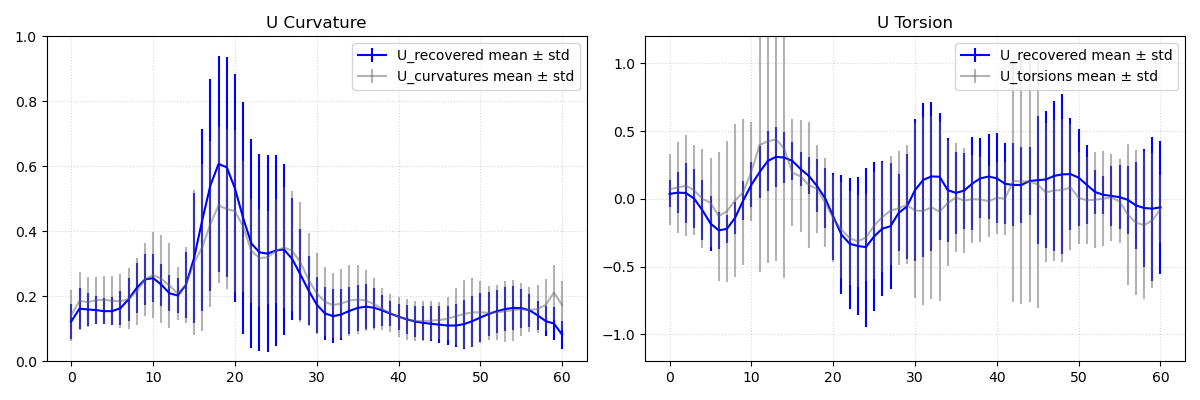 U Curvature
1.0
0.8
0.6
0.4
0.2
0.0
0 10 20 30 40 50 60
U_recovered mean ± std
U_curvatures mean ± std
U Torsion
1.0
0.5
0.0
−0.5
−1.0
0 10 20 30 40 50 60
U_recovered mean ± std
U_torsions mean ± std